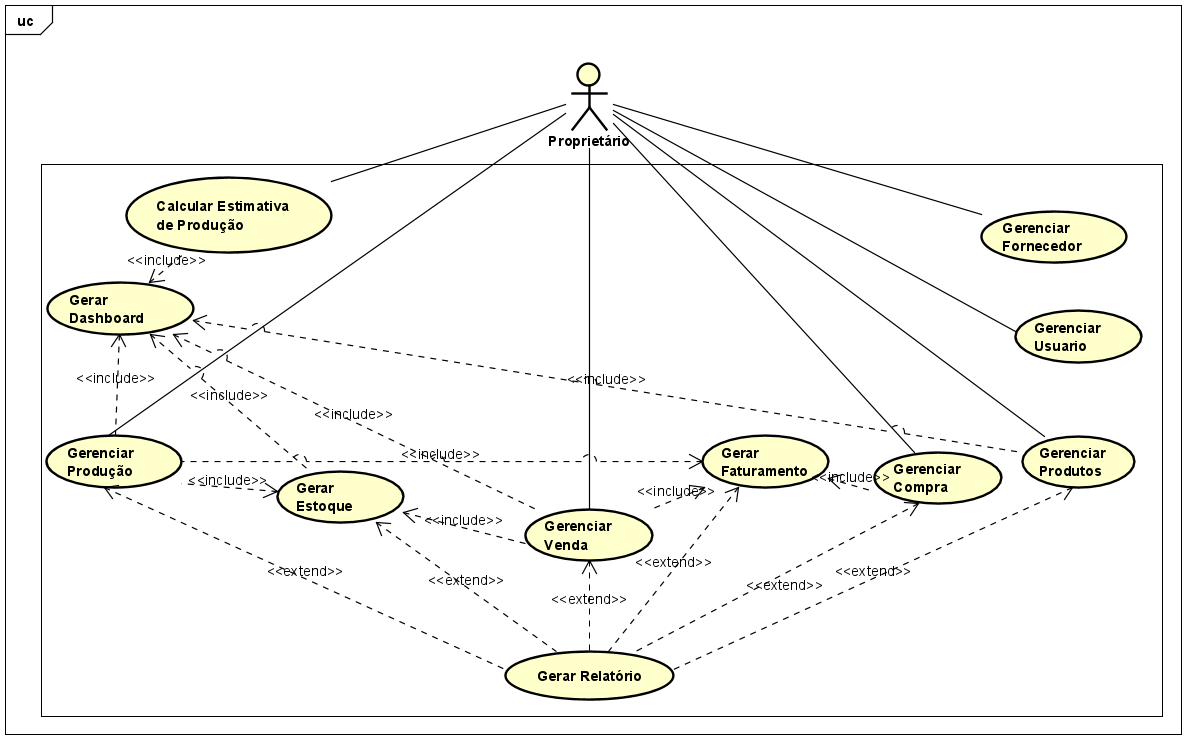 uc
Proprietário
Calcular Estimativa
de Produção
Gerenciar
Fornecedor
<<include>>
Gerar
Dashboard
Gerenciar
Usuario
<<include>>
<<include>>
<<include>>
<<include>>
<<include>>
Gerenciar
Produção
Gerar
Faturamento
Gerenciar
Compra
Gerenciar
Produtos
<<include>>
<<include>>
Gerar
Estoque
<<include>>
<<include>>
Gerenciar
Venda
<<extend>>
<<extend>>
<<extend>>
<<extend>>
<<extend>>
<<extend>>
Gerar Relatório